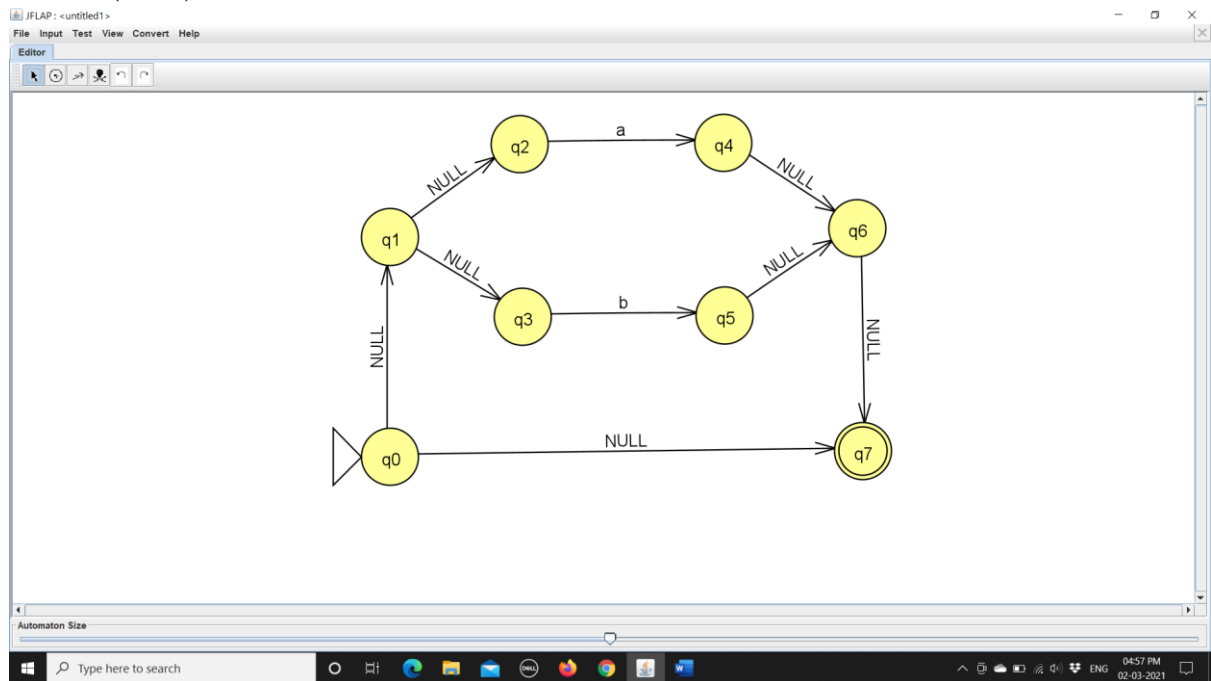 JFLAP : <untitled1>
File Input Test View Convert Help
Editor
a
q2
q4
NULL
NULL
q1
q6
NULL
NULL
b
q3
q5
NULL
NULL
NULL
q0
q7
Automaton Size
Type here to search
DELL
W
ENG
04:57 PM
02-03-2021